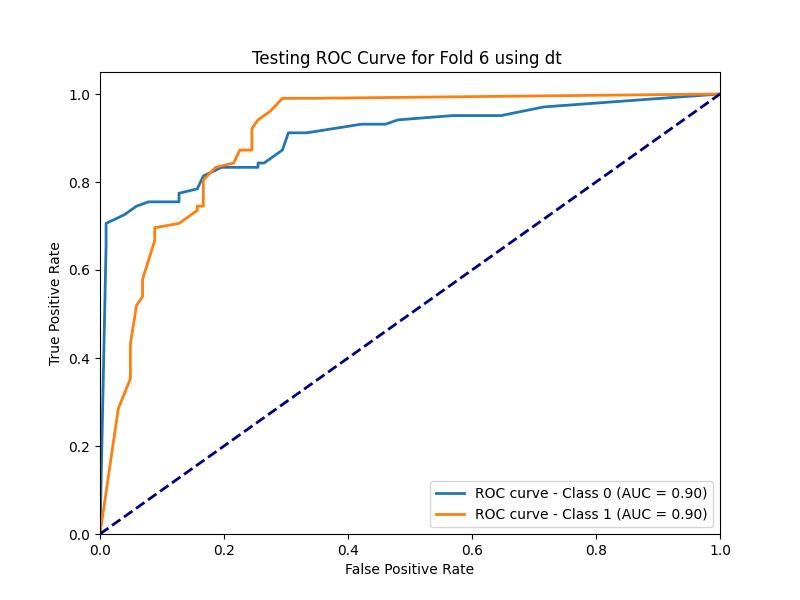 Testing ROC Curve for Fold 6 using dt
True Positive Rate
1.0
0.8
0.6
0.4
0.2
0.0
ROC curve - Class 0 (AUC = 0.90)
ROC curve - Class 1 (AUC = 0.90)
0.0 0.2 0.4 0.6 0.8 1.0
False Positive Rate